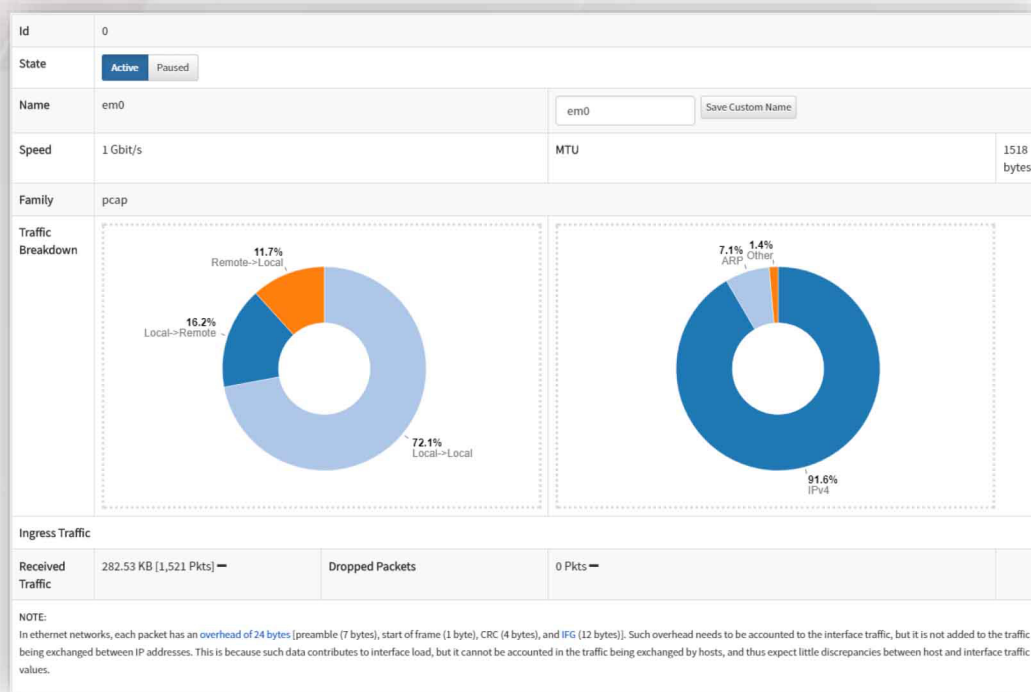 Id 0
State Active Paused
Name em0 em0 Save Custom Name
Speed 1 Gbit/s MTU 1518
bytes
Family pcap
Traffic
Breakdown
11.7%
Remote->Local
16.2%
Local->Remote
72.1%
Local->Local
7.1% 1.4%
ARP Other
91.6%
IPv4
Ingress Traffic
Received 282.53 KB [1,521 Pkts] Dropped Packets 0 Pkts
Traffic
NOTE:
In ethernet networks, each packet has an overhead of 24 bytes [preamble (7 bytes), start of frame (1 byte), CRC (4 bytes), and IFG (12 bytes)]. Such overhead needs to be accounted to the interface traffic, but it is not added to the traffic
being exchanged between IP addresses. This is because such data contributes to interface load, but it cannot be accounted in the traffic being exchanged by hosts, and thus expect little discrepancies between host and interface traffic
values.